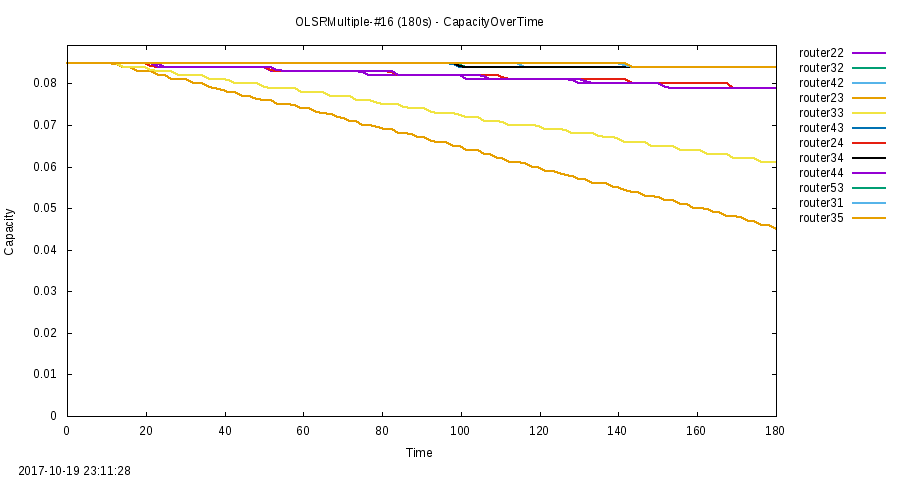 OLSRMultiple-#16 (180s) - CapacityOverTime
router22
router32
router42
router23
router33
router43
router24
router34
router44
router53
router31
router35
0.08
0.07
0.06
0.05
0.04
0.03
0.02
0.01
0
Capacity
0 20 40 60 80 100 120 140 160 180
Time
2017-10-19 23:11:28